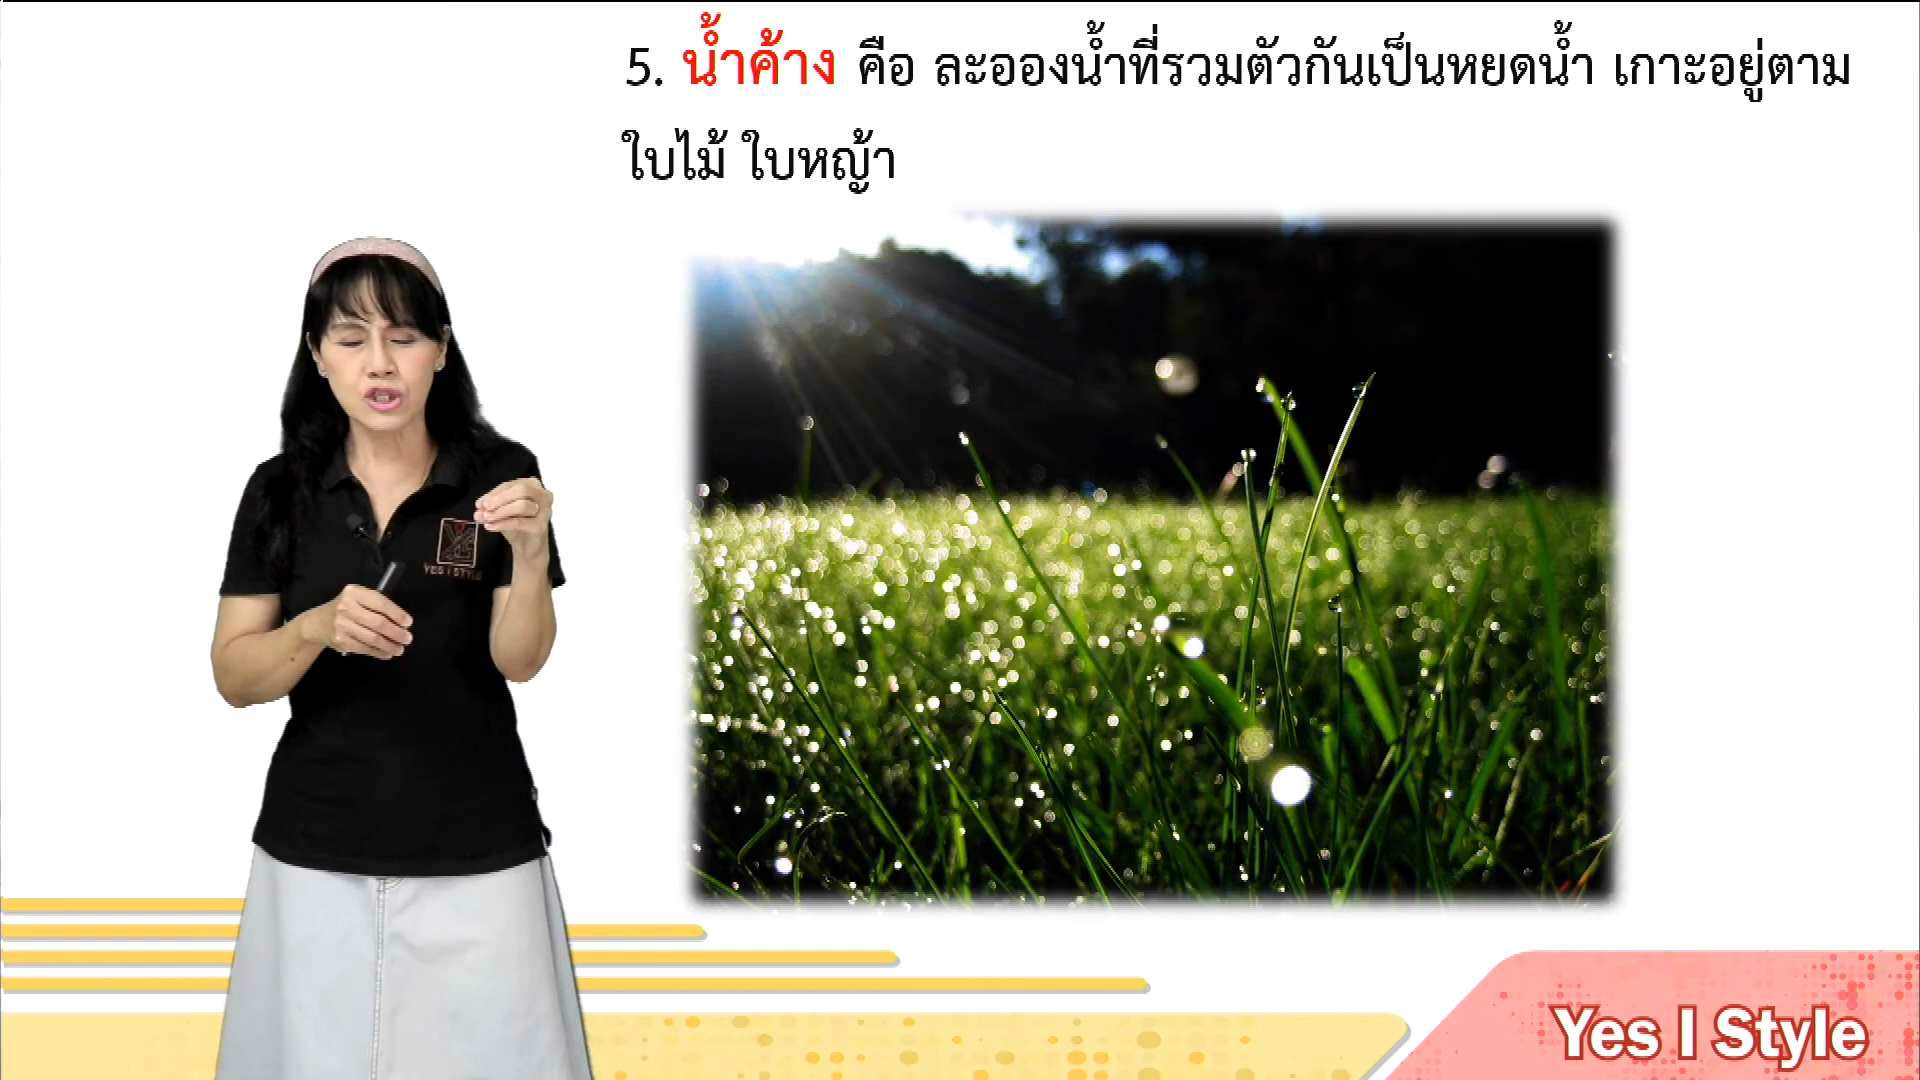 5. น้ำค้าง คือ ละอองน้ำที่รวมตัวกันเป็นหยดน้ำ เกาะอยู่ตาม
ใบไม้ ใบหญ้า
YES I STYLE
Yes I Style